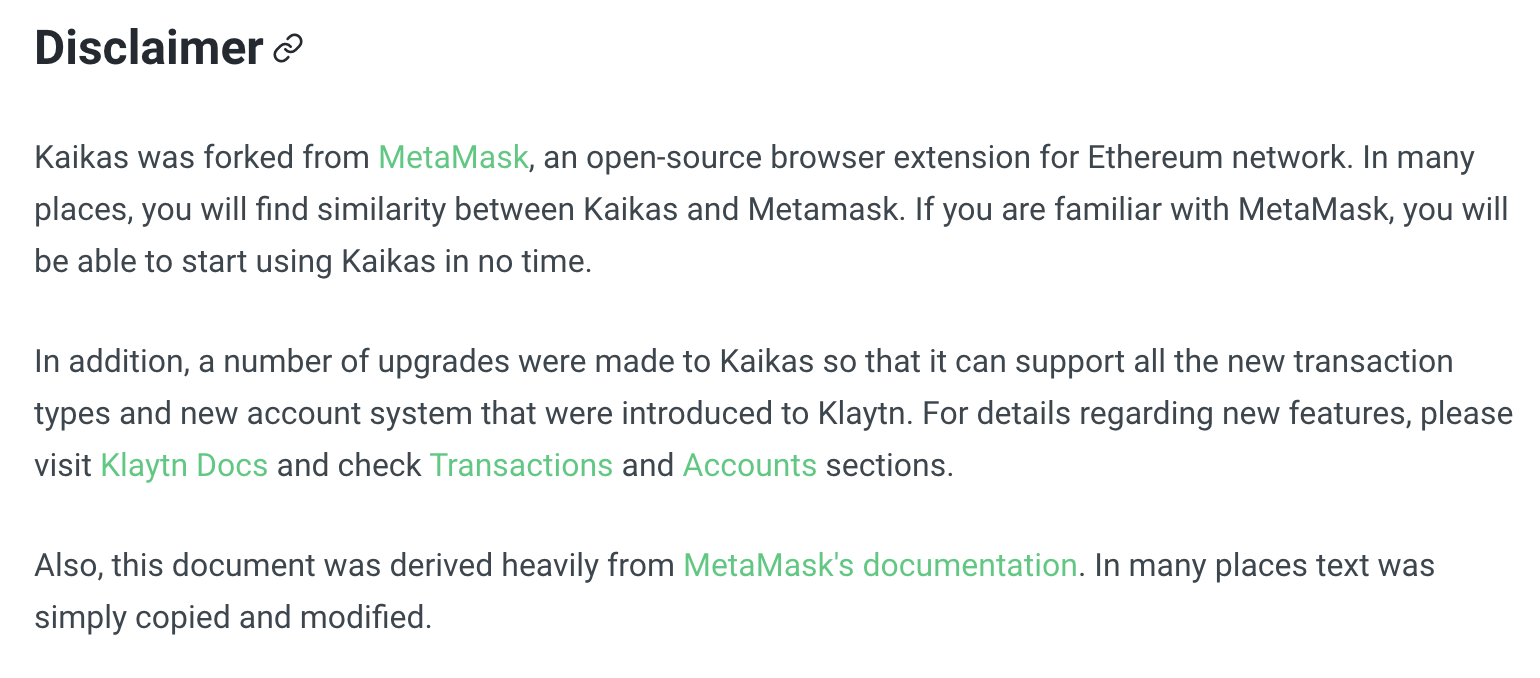 Disclaimer
Kaikas was forked from MetaMask, an open-source browser extension for Ethereum network. In many
places, you will find similarity between Kaikas and Metamask. If you are familiar with MetaMask, you will
be able to start using Kaikas in no time.
In addition, a number of upgrades were made to Kaikas so that it can support all the new transaction
types and new account system that were introduced to Klaytn. For details regarding new features, please
visit Klaytn Docs and check Transactions and Accounts sections.
Also, this document was derived heavily from MetaMask's documentation. In many places text was
simply copied and modified.